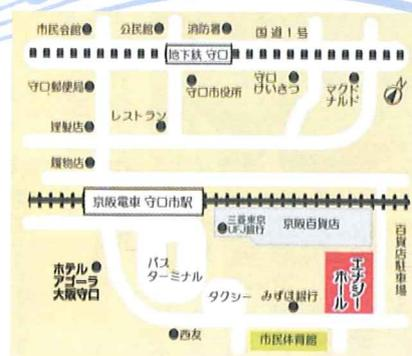 市民会館
公民館
消防署
国道1号
地下鉄 守口
守口郵便局
守口市役所
守口
けいさつ
マクド
ナルド
理髪店
レストラン
履物店
京阪電車 守口市駅
三菱東京
UFJ銀行
京阪百貨店
百貨店駐車場
ホテル
アゴーラ
大阪守口
バス
ターミナル
タクシー
みずほ銀行
エナジー
ホール
西友
市民体育館